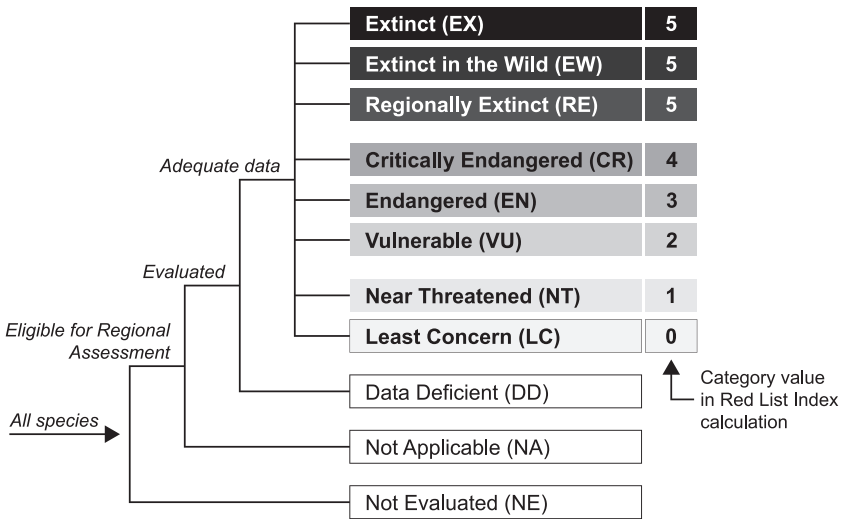 Extinct (EX) 5
Extinct in the Wild (EW) 5
Regionally Extinct (RE) 5
Adequate data
Critically Endangered (CR) 4
Endangered (EN) 3
Vulnerable (VU) 2
Evaluated
Near Threatened (NT) 1
Eligible for Regional
Assessment
Least Concern (LC) 0
Category value
in Red List Index
calculation
Data Deficient (DD)
All species
Not Applicable (NA)
Not Evaluated (NE)